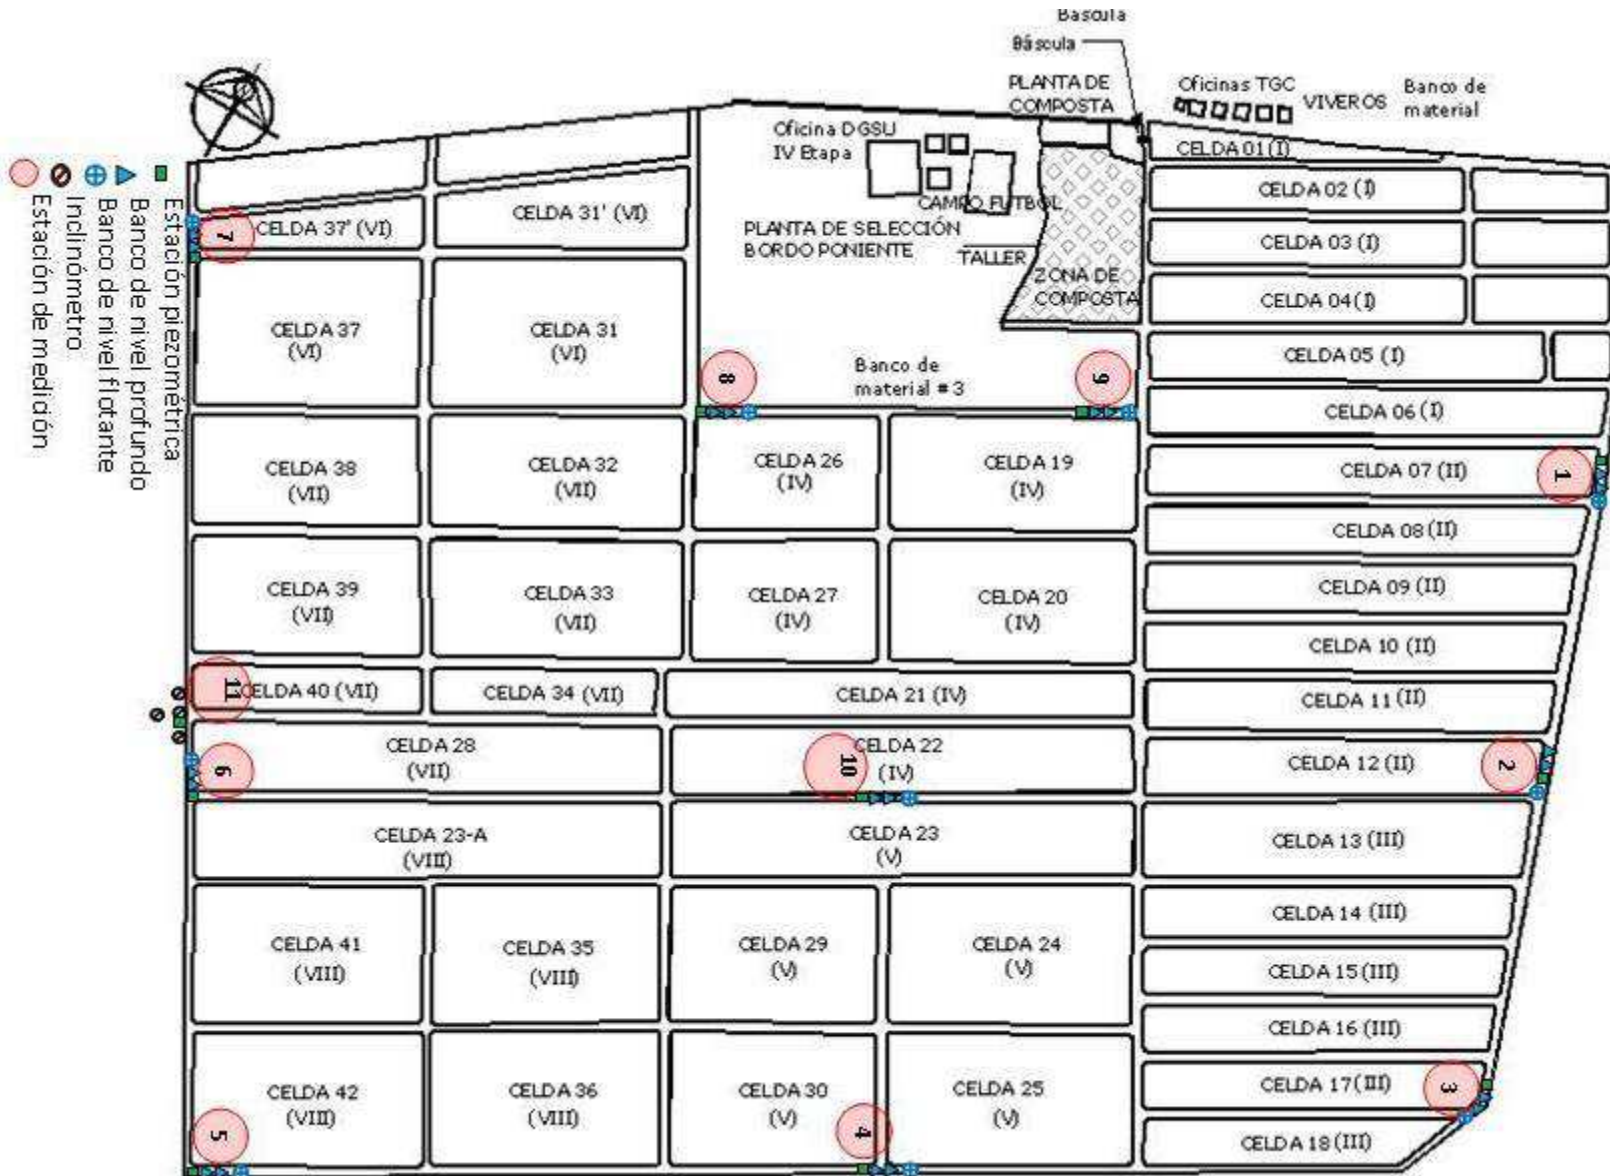 Bascula
Báscula
PLANTA DE
COMPOSTA
Oficinas TGC
VIVEROS
Banco de
material
Oficina DGSU
IV Etapa
CAMPO FUTBOL
PLANTA DE SELECCIÓN
BORDO PONIENTE
TALLER
ZONA DE
COMPOSTA
Banco de
material # 3
CELDA 01 (I)
CELDA 02 (I)
CELDA 03 (I)
CELDA 04 (I)
CELDA 05 (I)
CELDA 06 (I)
CELDA 07 (II)
CELDA 08 (II)
CELDA 09 (II)
CELDA 10 (II)
CELDA 11 (II)
CELDA 12 (II)
CELDA 13 (III)
CELDA 14 (III)
CELDA 15 (III)
CELDA 16 (III)
CELDA 17 (III)
CELDA 18 (III)
CELDA 37' (VI)
CELDA 31' (VI)
CELDA 37
(VI)
CELDA 31
(VI)
CELDA 38
(VII)
CELDA 32
(VII)
CELDA 26
(IV)
CELDA 19
(IV)
CELDA 39
(VII)
CELDA 33
(VII)
CELDA 27
(IV)
CELDA 20
(IV)
CELDA 40 (VII)
CELDA 34 (VII)
CELDA 21 (IV)
CELDA 28
(VII)
CELDA 22
(IV)
CELDA 23-A
(VIII)
CELDA 23
(V)
CELDA 41
(VIII)
CELDA 35
(VIII)
CELDA 29
(V)
CELDA 24
(V)
CELDA 42
(VIII)
CELDA 36
(VIII)
CELDA 30
(V)
CELDA 25
(V)
1
2
3
4
5
6
7
8
9
10
11
Estación piezométrica
Banco de nivel profundo
Banco de nivel flotante
Inclinómetro
Estación de medición